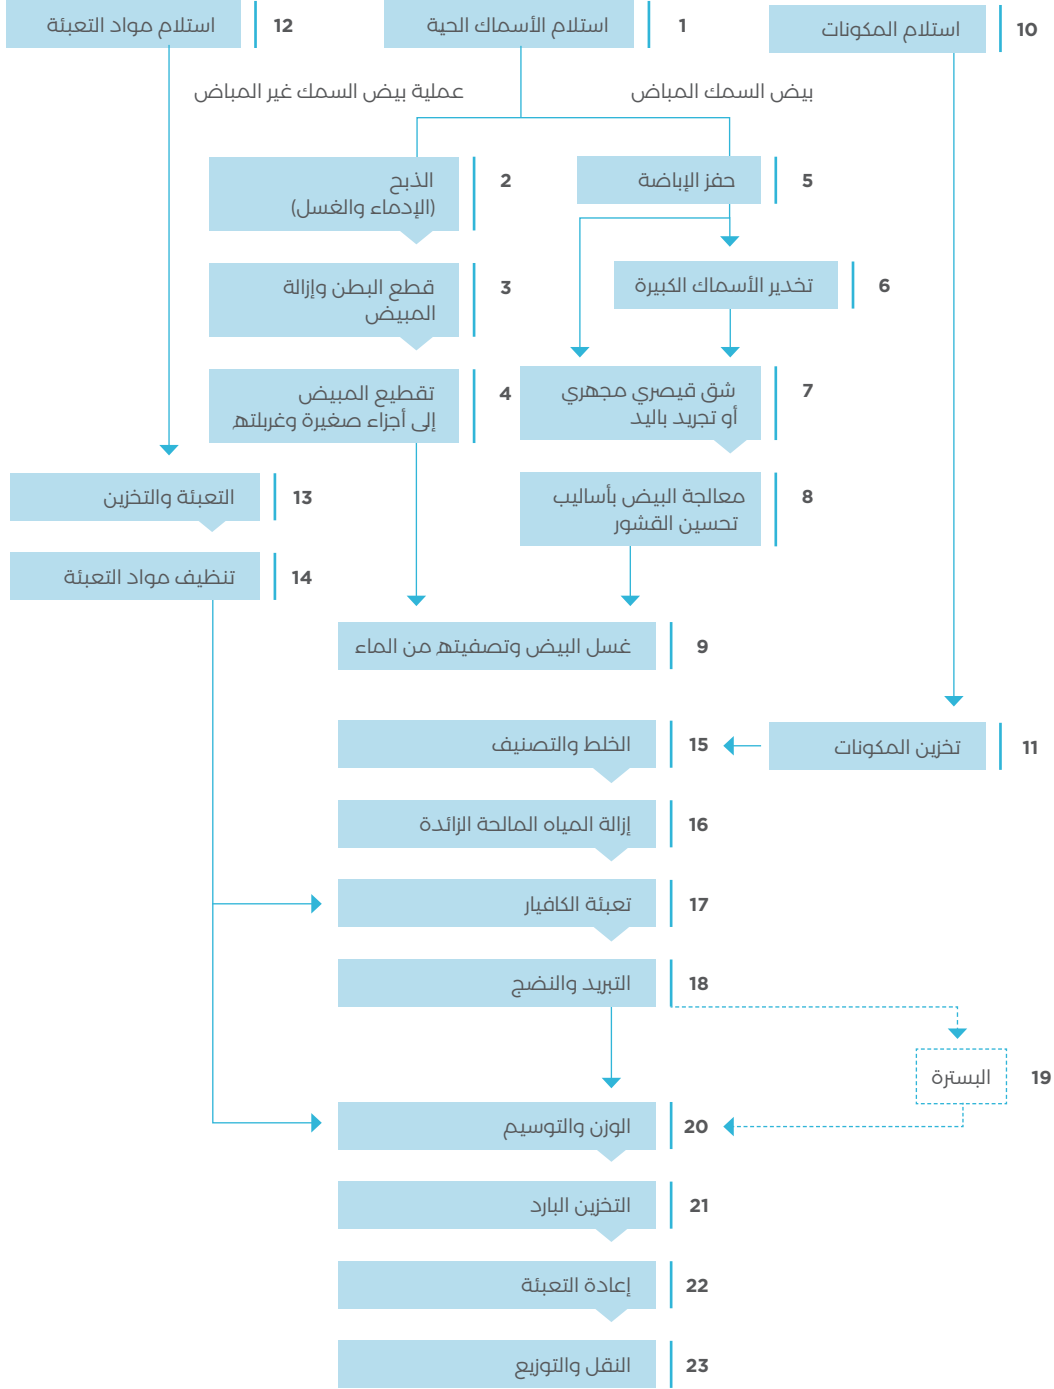 10 استلام المكونات
1 استلام الأسماك الحية
12 استلام مواد التعبئة
بيض السمك المباض
عملية بيض السمك غير المباض
5 حفز الإباضة
2 الذبح
(الإدماء والغسل)
6 تخدير الأسماك الكبيرة
3 قطع البطن وإزالة
المبيض
7 شق قيصري مجهري
أو تجريد باليد
4 تقطيع المبيض
إلى أجزاء صغيرة وغربلته
8 معالجة البيض بأساليب
تحسين القشور
13 التعبئة والتخزين
14 تنظيف مواد التعبئة
9 غسل البيض وتصفيته من الماء
11 تخزين المكونات
15 الخلط والتصنيف
16 إزالة المياه المالحة الزائدة
17 تعبئة الكافيار
18 التبريد والنضج
19 البسترة
20 الوزن والتوسيم
21 التخزين البارد
22 إعادة التعبئة
23 النقل والتوزيع